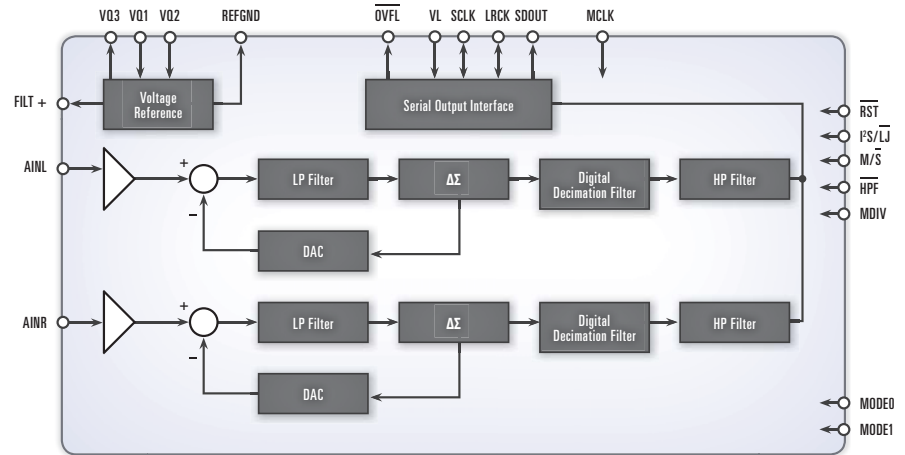 VQ3 VQ1 VQ2 REFGND OVFL VL SCLK LRCK SDOUT MCLK
FILT +
Voltage
Reference
Serial Output Interface
RST
I²S/LJ
M/S
HPF
MDIV
AINL
+
−
LP Filter
ΔΣ
Digital
Decimation Filter
HP Filter
DAC
AINR
+
−
LP Filter
ΔΣ
Digital
Decimation Filter
HP Filter
DAC
MODE0
MODE1